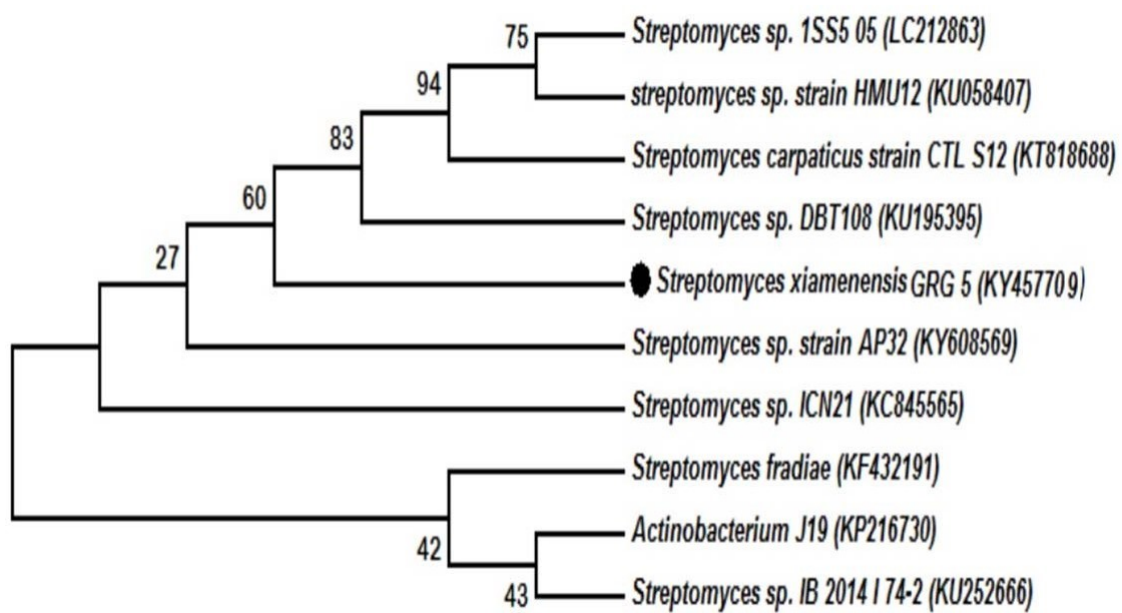 75
Streptomyces sp. 1SS5 05 (LC212863)
94
streptomyces sp. strain HMU12 (KU058407)
83
Streptomyces carpaticus strain CTL S12 (KT818688)
60
Streptomyces sp. DBT108 (KU195395)
27
Streptomyces xiamenensis GRG 5 (KY457709)
Streptomyces sp. strain AP32 (KY608569)
Streptomyces sp. ICN21 (KC845565)
Streptomyces fradiae (KF432191)
Actinobacterium J19 (KP216730)
42
43
Streptomyces sp. IB 2014 I 74-2 (KU252666)